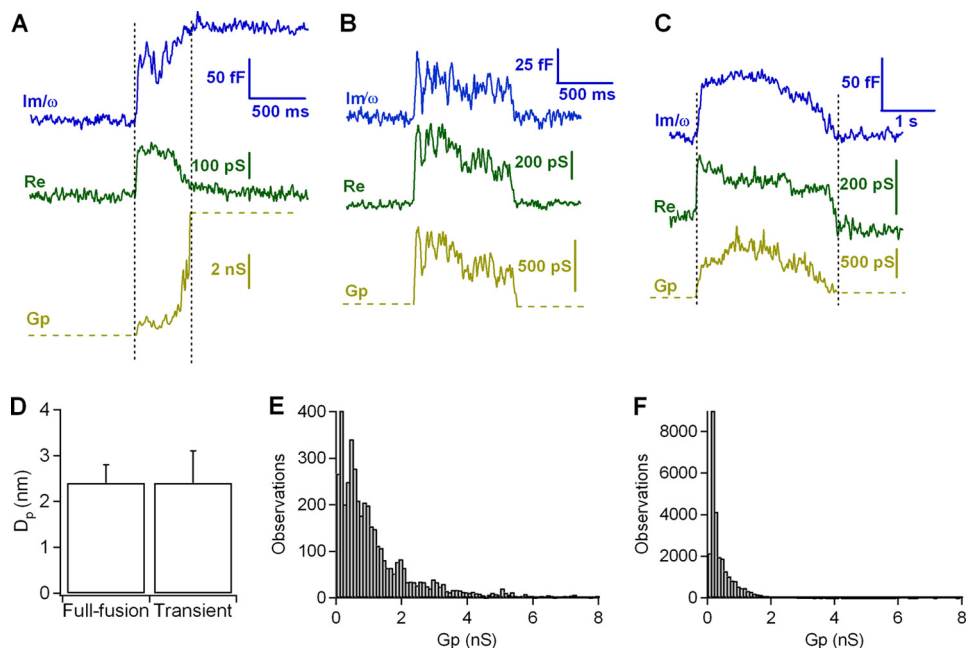 A
Im/ω
50 fF
500 ms
Re
100 pS
Gp
2 nS
B
Im/ω
25 fF
500 ms
Re
200 pS
500 pS
C
Im/ω
50 fF
1 s
Re
200 pS
500 pS
Gp
D
4
3
2
1
0
Dp (nm)
Full-fusion
Transient
E
400
300
200
100
0
Observations
0
2
4
6
8
Gp (nS)
F
8000
6000
4000
2000
0
Observations
0
2
4
6
8
Gp (nS)